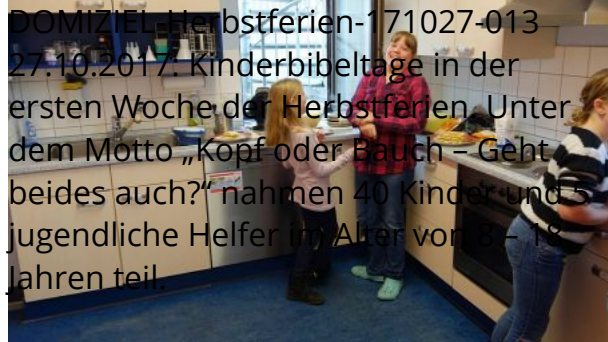 DOMIZIEL-Herbstferien-171027-013
27.10.2017: Kinderbibeltage in der
ersten Woche der Herbstferien. Unter
dem Motto „Kopf oder Bauch – Geht
beides auch?“ nahmen 40 Kinder und 5
jugendliche Helfer im Alter von 8 – 18
Jahren teil.